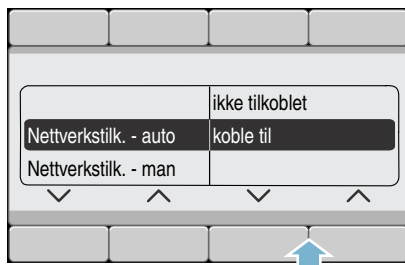 ikke tilkoblet
Nettverkstilk. - auto koble til
Nettverkstilk. - man